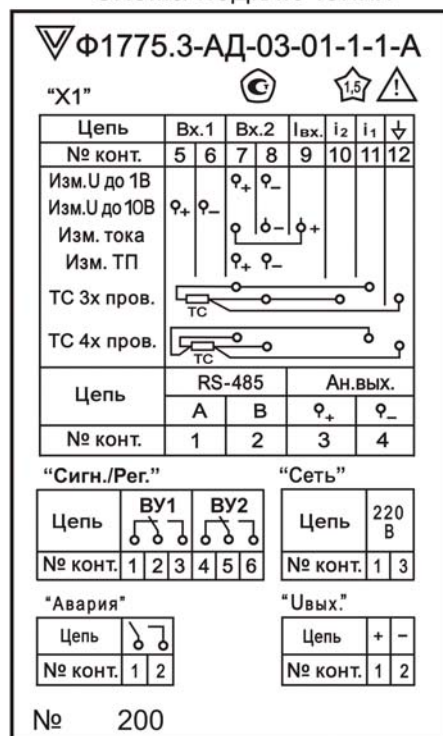 Ф1775.3-АД-03-01-1-1-А
"X1"
1,5
Цепь Вх.1 Вх.2 Iвх. i₂ i₁
№ конт. 5 6 7 8 9 10 11 12
Изм.U до 1В + –
Изм.U до 10В + –
Изм. тока – +
Изм. ТП + –
ТС 3х пров. ТС
ТС 4х пров. ТС
Цепь RS-485 Ан.вых.
A B + –
№ конт. 1 2 3 4
"Сигн./Рег."
Цепь ВУ1 ВУ2
№ конт. 1 2 3 4 5 6
"Сеть"
Цепь 220 В
№ конт. 1 3
"Авария"
Цепь
№ конт. 1 2
"Uвых."
Цепь + –
№ конт. 1 2
№ 200